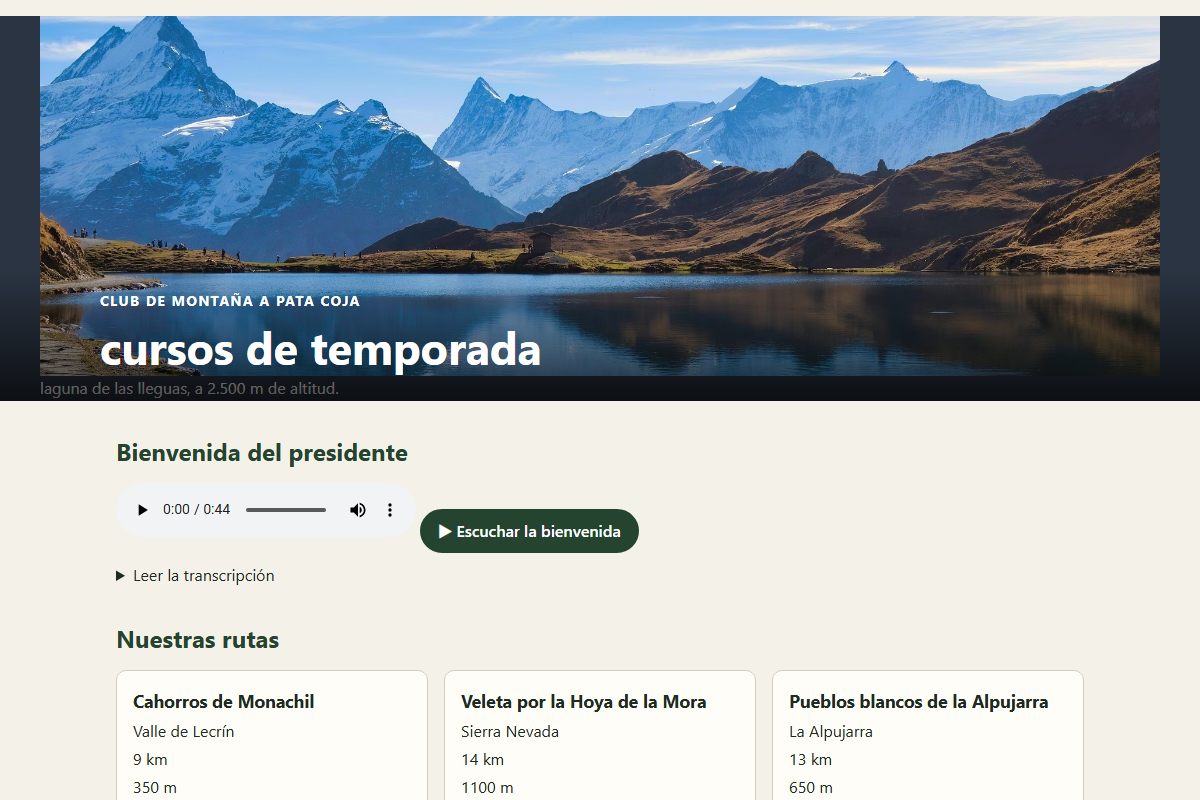 CLUB DE MONTAÑA A PATA COJA
cursos de temporada
laguna de las lleguas, a 2.500 m de altitud.
Bienvenida del presidente
0:00 / 0:44
▶ Escuchar la bienvenida
Leer la transcripción
Nuestras rutas
Cahorros de Monachil
Valle de Lecrín
9 km
350 m
Veleta por la Hoya de la Mora
Sierra Nevada
14 km
1100 m
Pueblos blancos de la Alpujarra
La Alpujarra
13 km
650 m